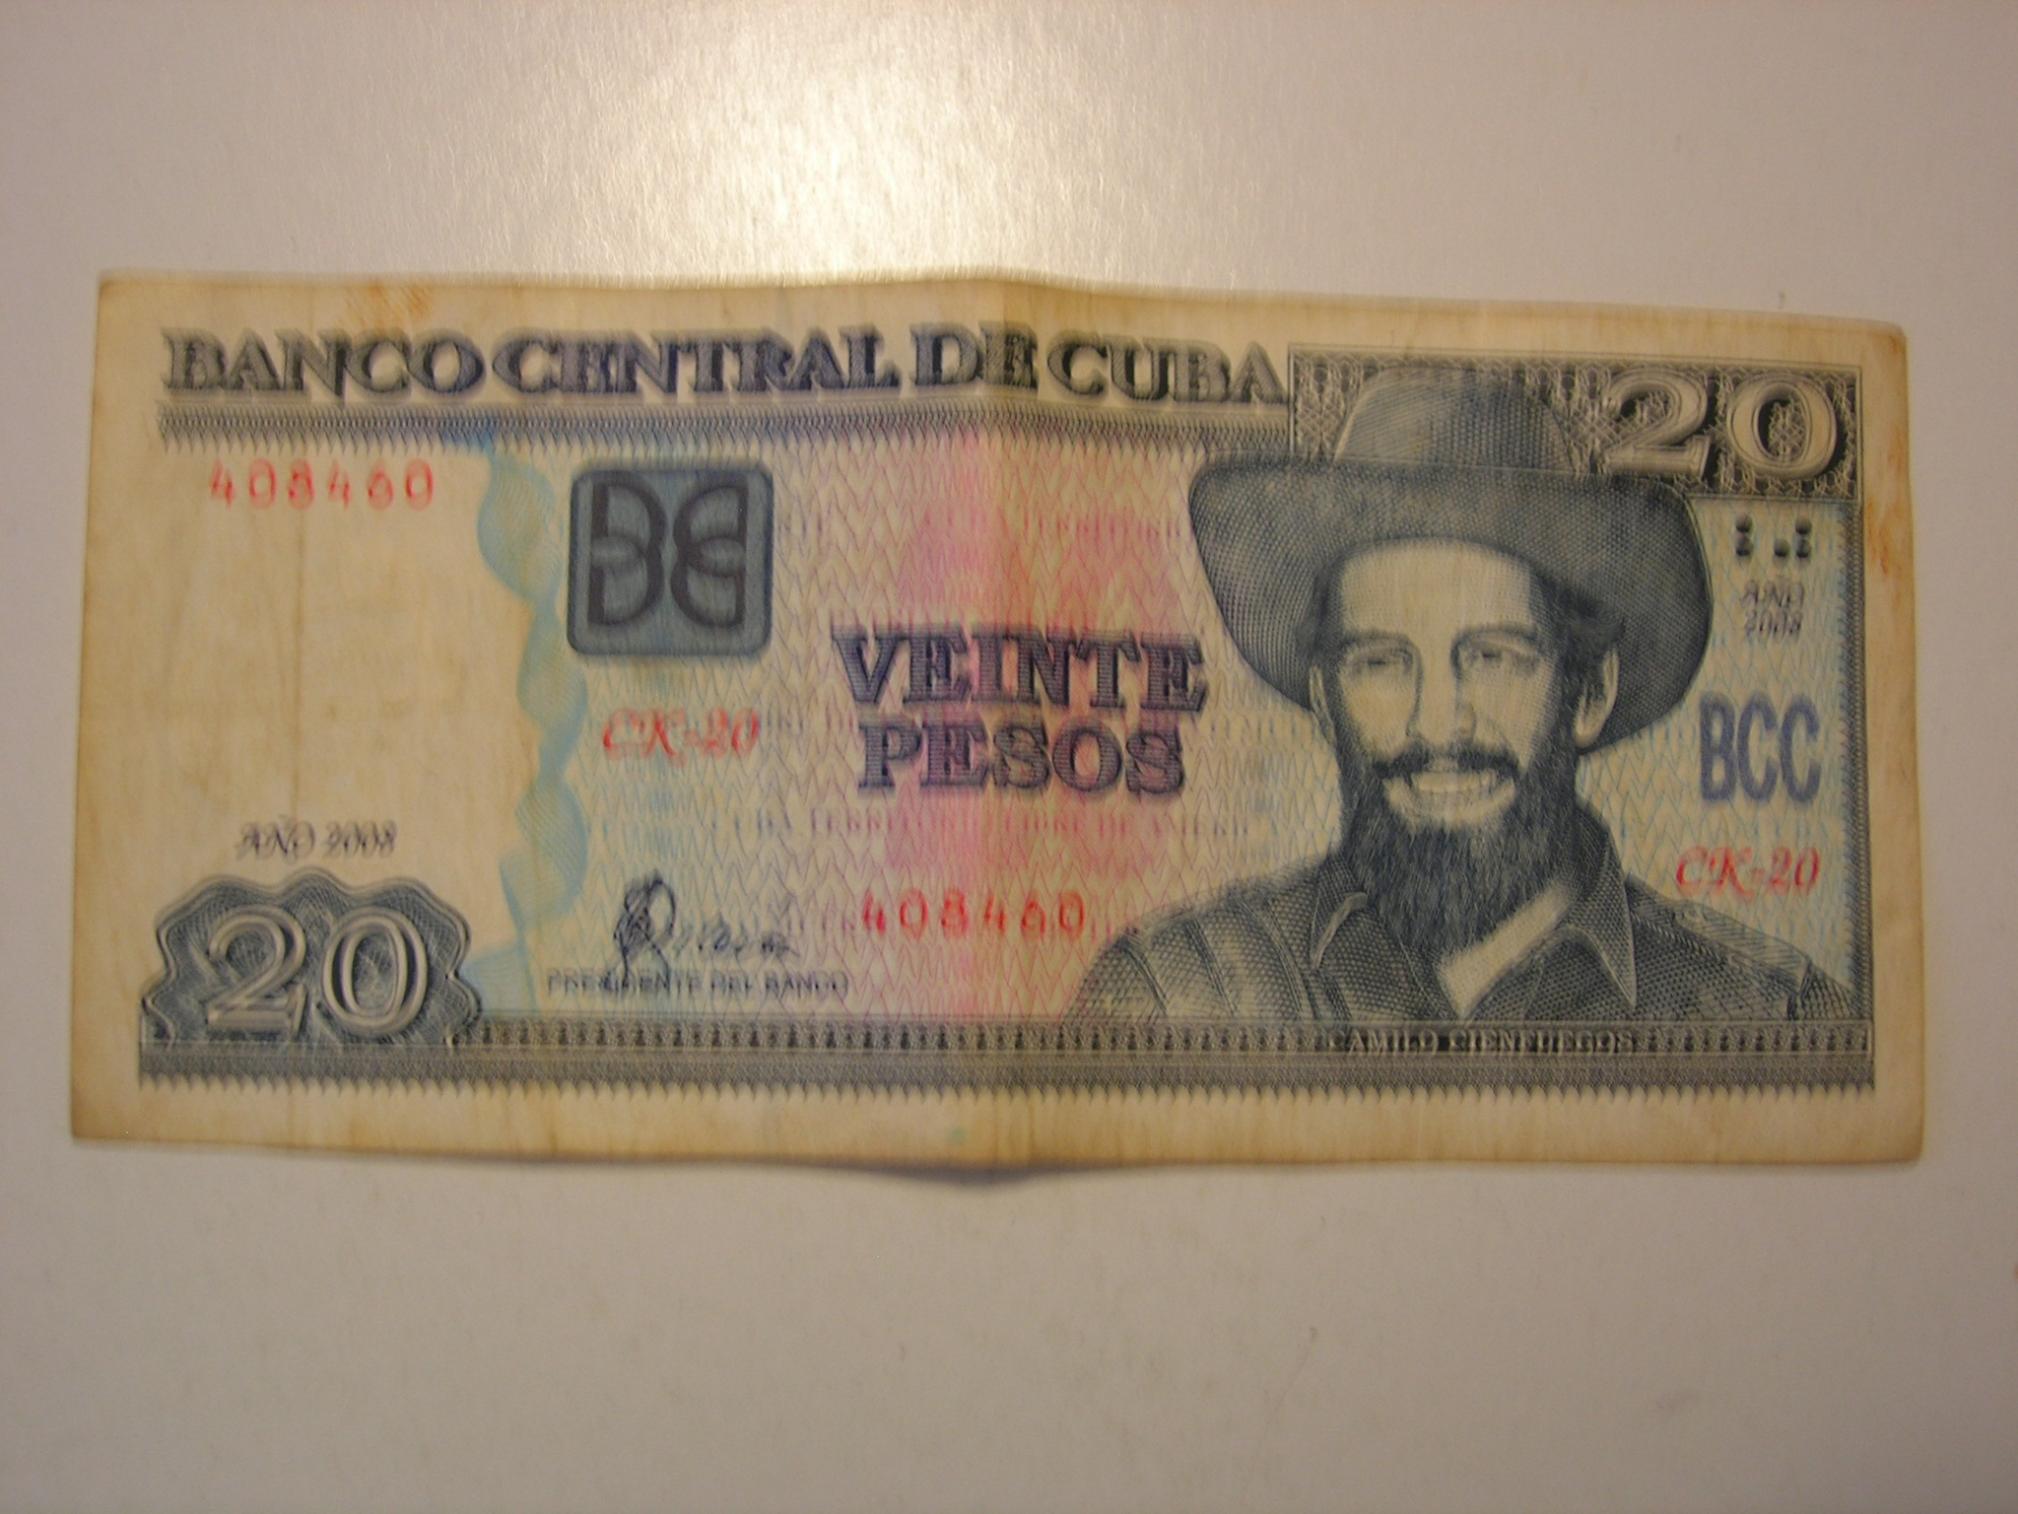 BANCO CENTRAL DE CUBA
20
408460
AÑO
2008
VEINTE
PESOS
CK-20
BCC
AÑO 2008
CK-20
20
408460
PRESIDENTE DEL BANCO
CAMILO CIENFUEGOS